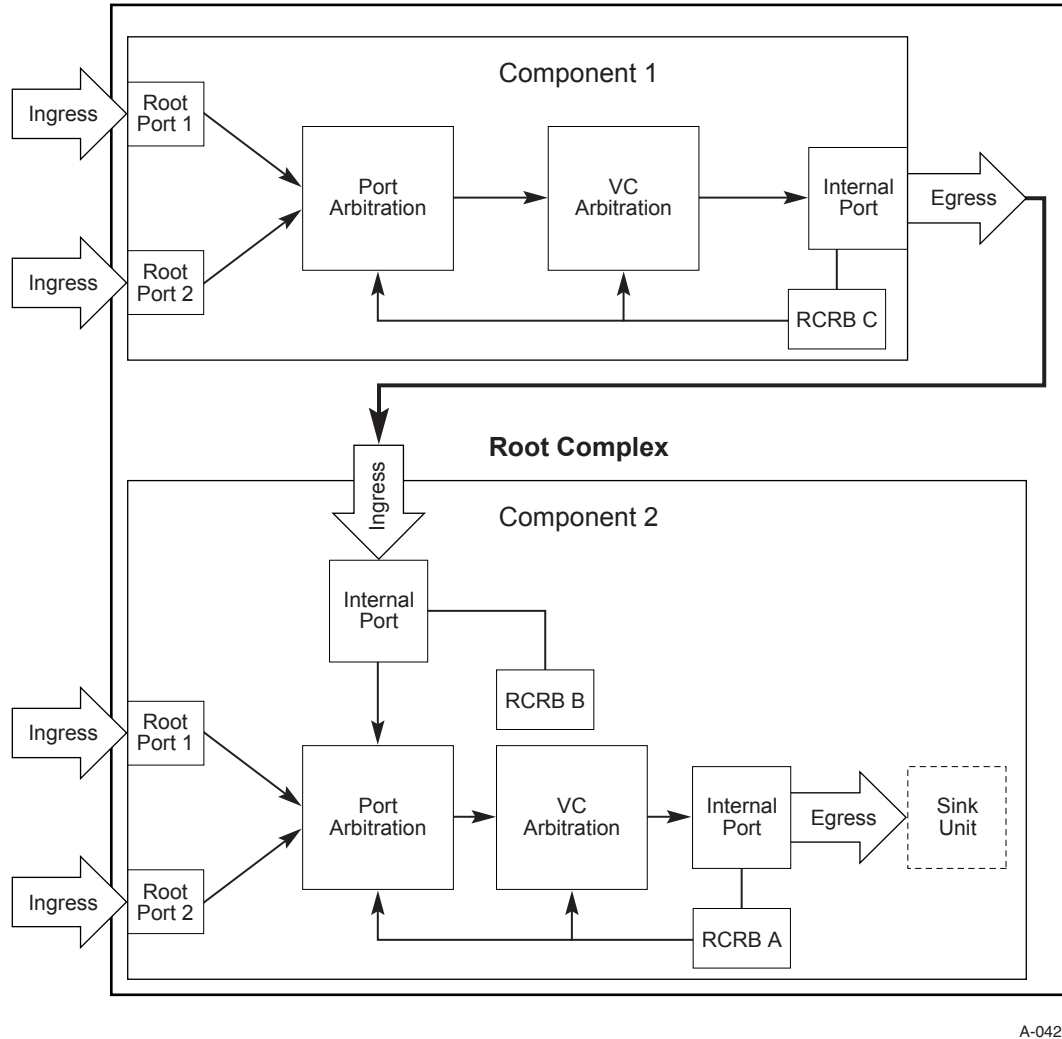 Component 1
Ingress
Root
Port 1
Port
Arbitration
VC
Arbitration
Internal
Port
Egress
Ingress
Root
Port 2
RCRB C
Root Complex
Ingress
Component 2
Internal
Port
RCRB B
Ingress
Root
Port 1
Port
Arbitration
VC
Arbitration
Internal
Port
Egress
Sink
Unit
Ingress
Root
Port 2
RCRB A
A-042